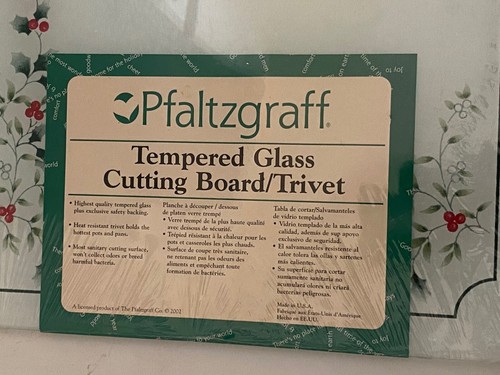 Pfaltzgraff
Tempered Glass
Cutting Board/Trivet
• Highest quality tempered glass
plus exclusive safety backing.
• Heat resistant trivet holds the
hottest pots and pans.
• Most sanitary cutting surface,
won't collect odors or breed
harmful bacteria.
Planche à découper / dessous
de platen verre trempé
• Verre trempé de la plus haute qualité
avec dessous de sécurité.
• Trépied résistant à la chaleur pour les
pots et casseroles les plus chauds.
• Surface de coupe très sanitaire,
ne retenant pas les odeurs des
aliments et empêchant toute
formation de bactéries.
Tabla de cortar/Salvamanteles
de vidrio templado
• Vidrio templado de la más alta
calidad, además de un apoyo
exclusivo de seguridad.
• El salvamanteles resistente al
calor tolera las ollas y sartenes
más calientes.
• Su superficie para cortar
sumamente sanitaria no
acumulará olores ni criará
bacterias peligrosas.
Made in U.S.A.
Fabrique aux États-Unis d'Amérique
Hecho en EE.UU.
A licensed product of The Pfaltzgraff Co. © 2002